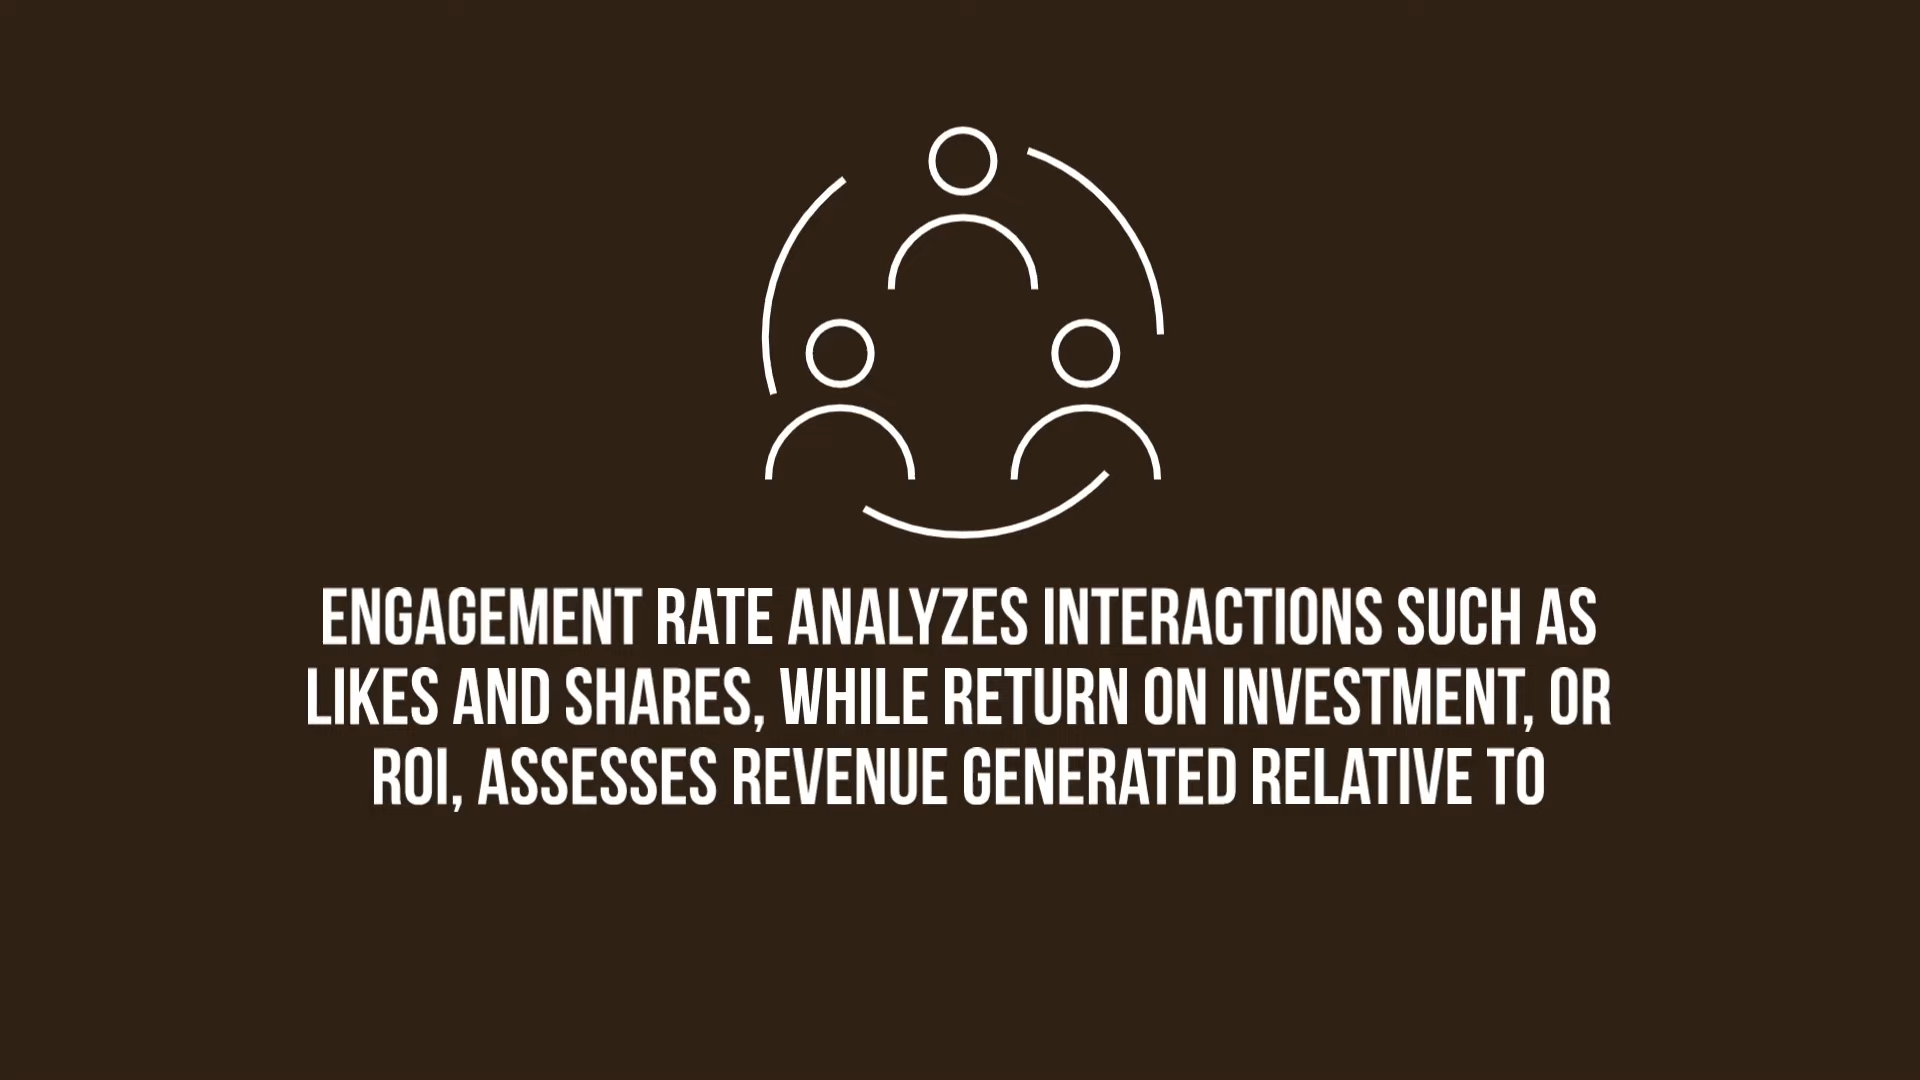 ENGAGEMENT RATE ANALYZES INTERACTIONS SUCH AS
LIKES AND SHARES, WHILE RETURN ON INVESTMENT, OR
ROI, ASSESSES REVENUE GENERATED RELATIVE TO